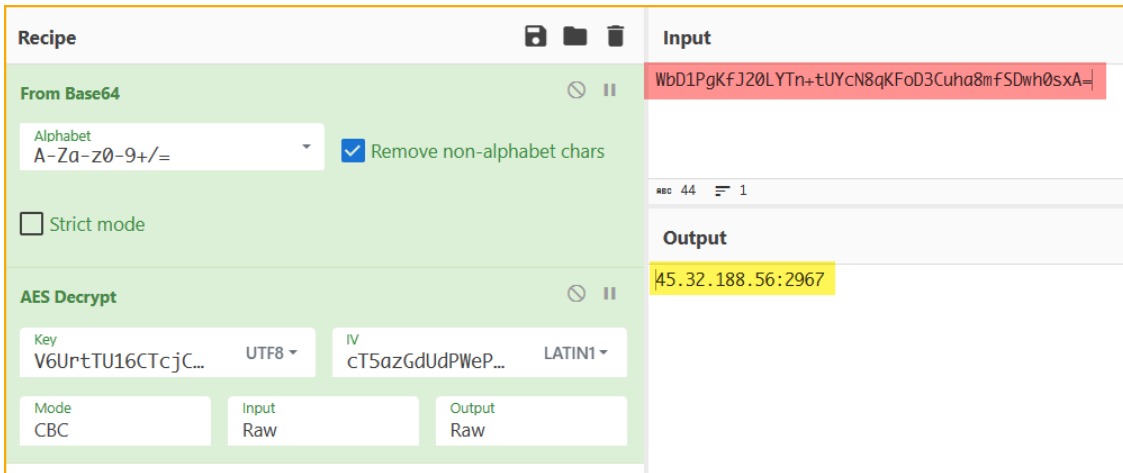 Recipe
From Base64
Alphabet
A-Za-z0-9+/=
Remove non-alphabet chars
Strict mode
AES Decrypt
Key
V6UrtTU16CTcjC...
UTF8
IV
cT5azGdUdPWeP...
LATIN1
Mode
CBC
Input
Raw
Output
Raw
Input
WbD1PgKfJ20LYTn+tUYcN8qKFoD3Cuha8mfSDwh0sxA=
ABC 44 1
Output
45.32.188.56:2967